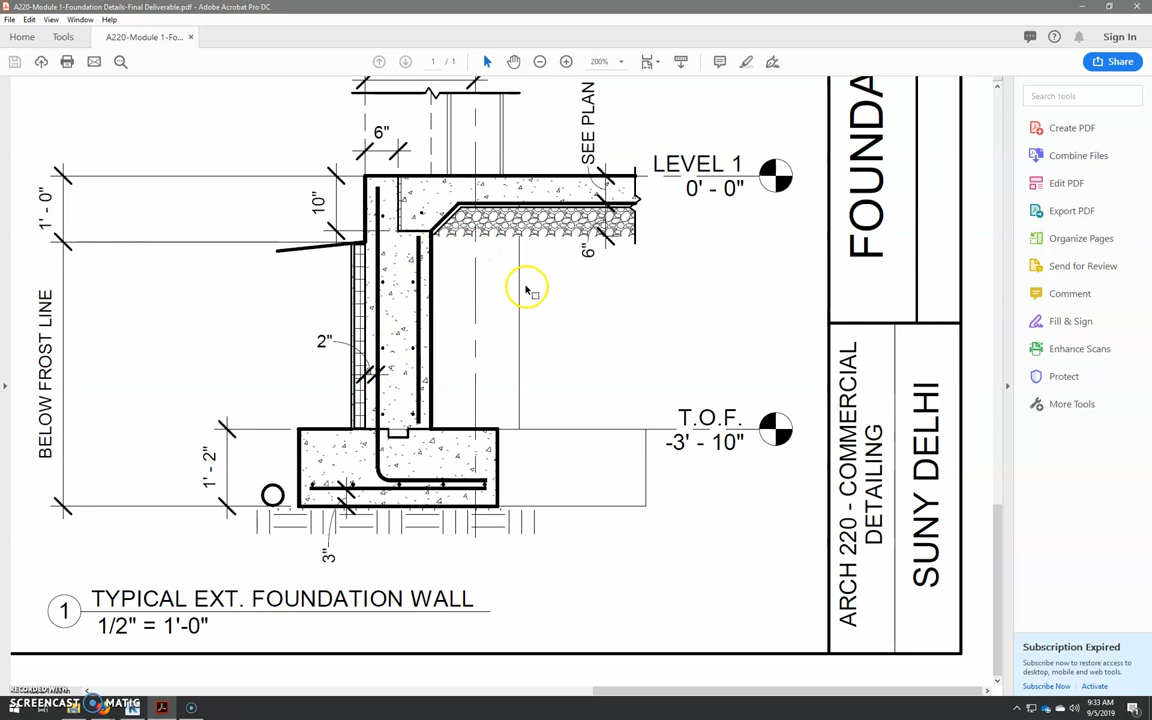 A220-Module 1-Foundation Details-Final Deliverable.pdf - Adobe Acrobat Pro DC
File Edit View Window Help
Home Tools A220-Module 1-Fo... × Sign In
1 / 1 200% Share
SEE PLAN
6"
LEVEL 1
0' - 0"
1' - 0"
10"
6"
BELOW FROST LINE
2"
T.O.F.
-3' - 10"
1' - 2"
3"
1 TYPICAL EXT. FOUNDATION WALL
1/2" = 1'-0"
FOUNDA
ARCH 220 - COMMERCIAL
DETAILING
SUNY DELHI
Search tools
Create PDF
Combine Files
Edit PDF
Export PDF
Organize Pages
Send for Review
Comment
Fill & Sign
Enhance Scans
Protect
More Tools
Subscription Expired
Subscribe now to restore access to
desktop, mobile and web tools.
Subscribe Now Activate
RECORDED WITH
SCREENCAST MATIC
9:33 AM
9/5/2019